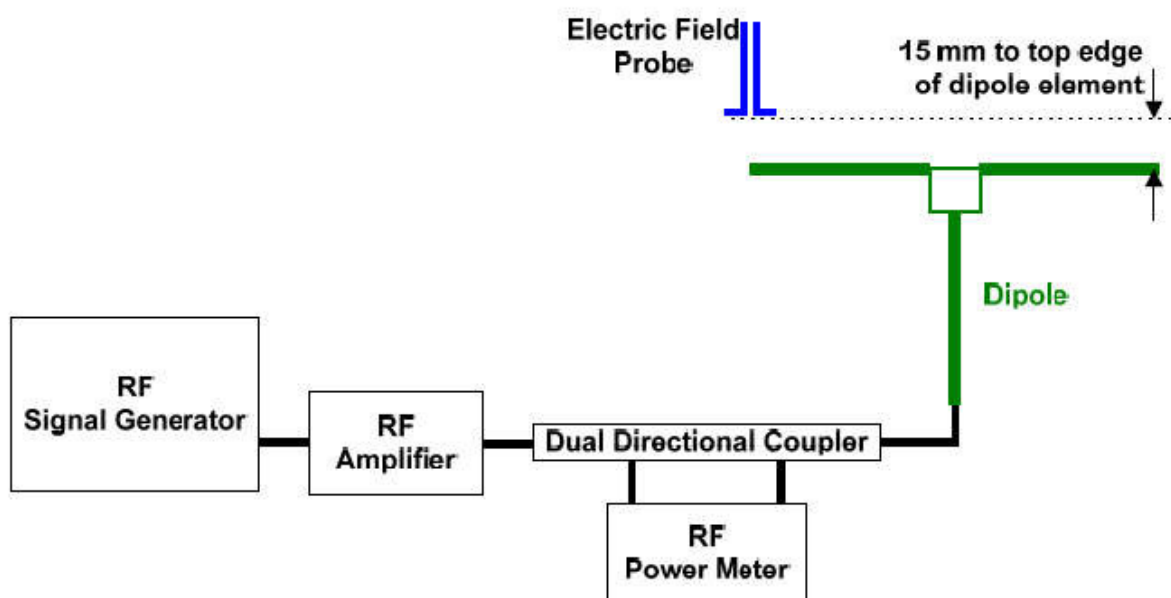 Electric Field
Probe
15 mm to top edge
of dipole element
Dipole
RF
Signal Generator
RF
Amplifier
Dual Directional Coupler
RF
Power Meter